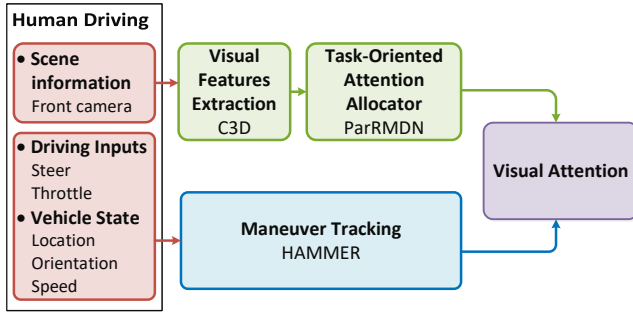 Human Driving
• Scene
information
Front camera
• Driving Inputs
Steer
Throttle
• Vehicle State
Location
Orientation
Speed
Visual
Features
Extraction
C3D
Task-Oriented
Attention
Allocator
ParRMDN
Maneuver Tracking
HAMMER
Visual Attention